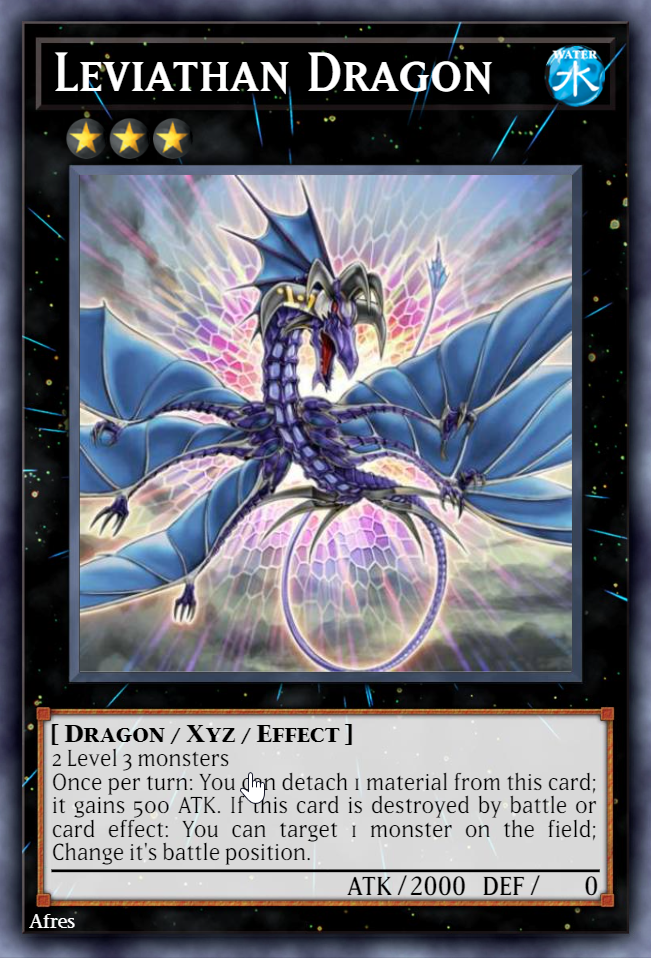 Leviathan Dragon
WATER
水
[ Dragon / Xyz / Effect ]
2 Level 3 monsters
Once per turn: You can detach 1 material from this card;
it gains 500 ATK. If this card is destroyed by battle or
card effect: You can target 1 monster on the field;
Change it's battle position.
ATK / 2000 DEF / 0
Afres